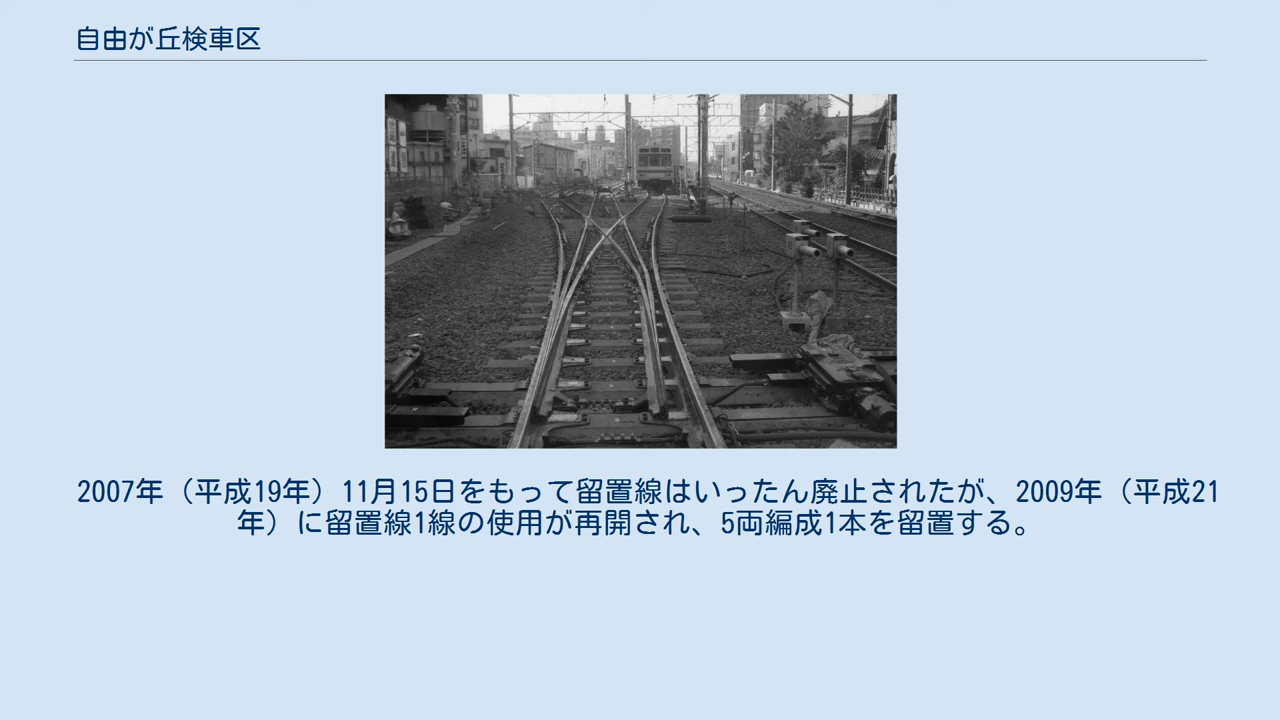 自由が丘検車区
2007年（平成19年）11月15日をもって留置線はいったん廃止されたが、2009年（平成21
年）に留置線1線の使用が再開され、5両編成1本を留置する。